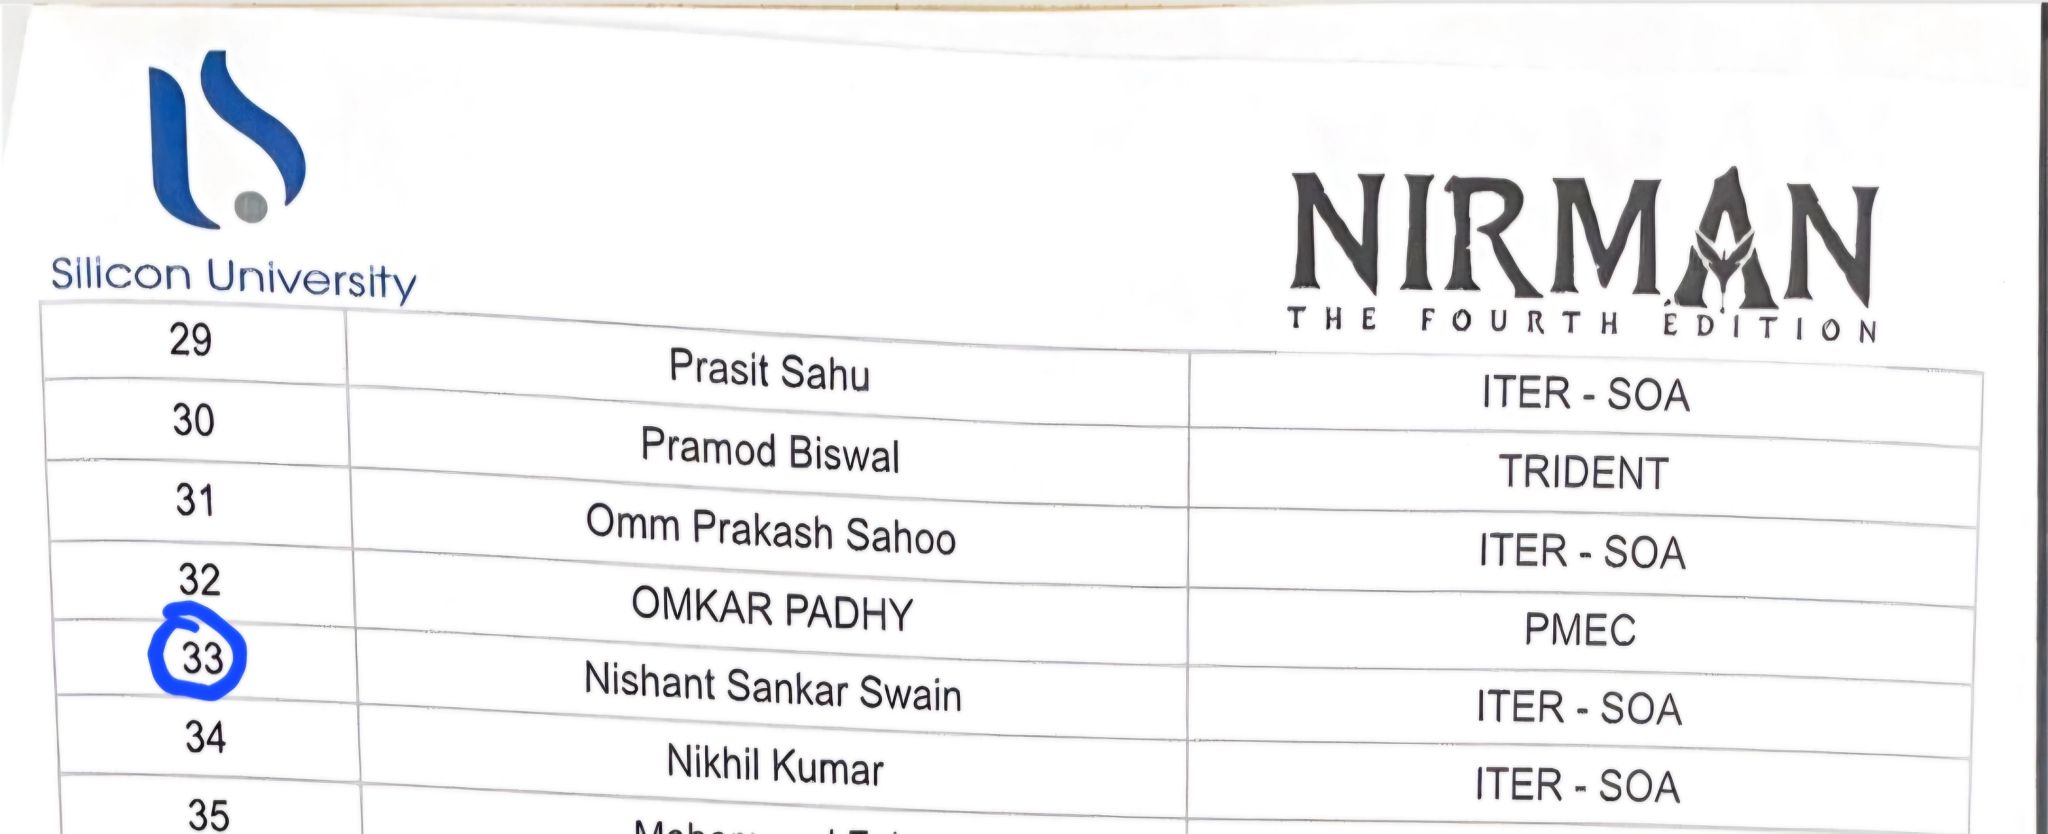 Silicon University
NIRMAN
THE FOURTH EDITION
29 Prasit Sahu ITER - SOA
30 Pramod Biswal TRIDENT
31 Omm Prakash Sahoo ITER - SOA
32 OMKAR PADHY PMEC
33 Nishant Sankar Swain ITER - SOA
34 Nikhil Kumar ITER - SOA
35